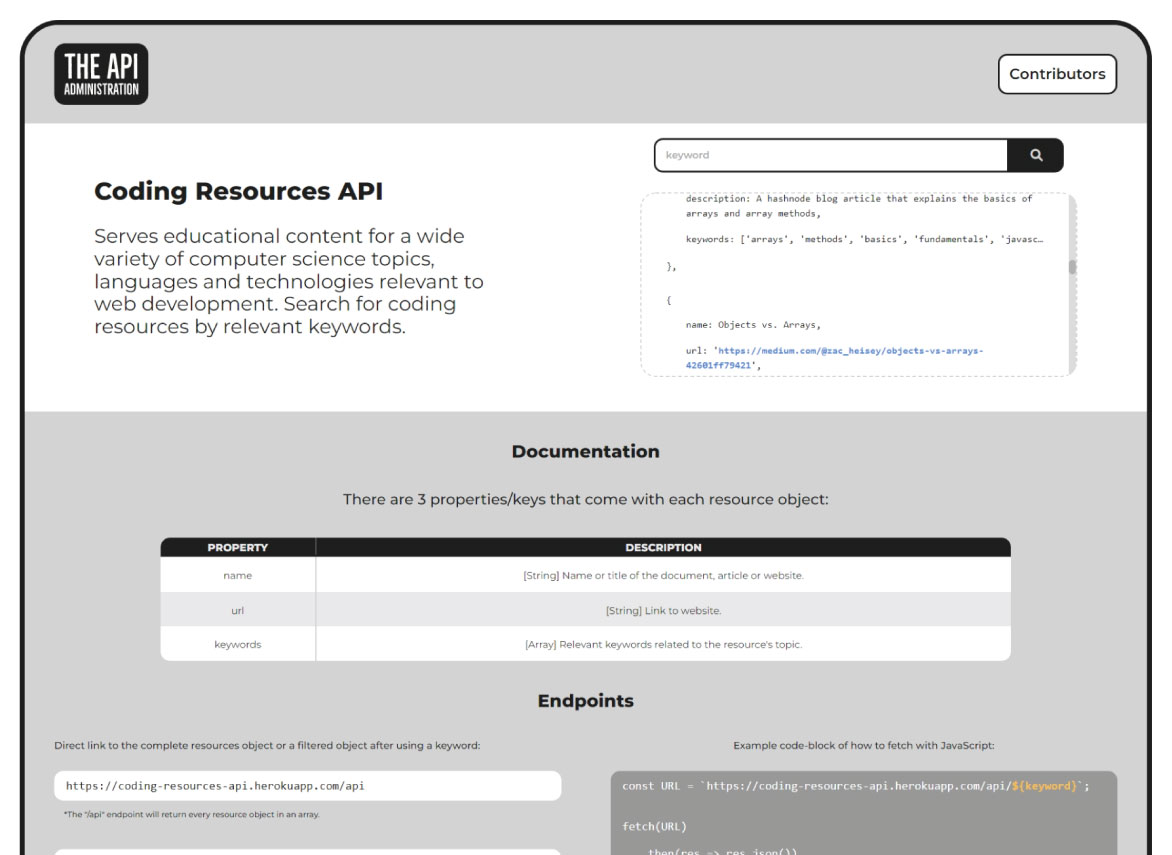 THE API
ADMINISTRATION
Contributors
keyword
Coding Resources API
Serves educational content for a wide
variety of computer science topics,
languages and technologies relevant to
web development. Search for coding
resources by relevant keywords.
description: A hashnode blog article that explains the basics of
arrays and array methods,
keywords: ['arrays', 'methods', 'basics', 'fundamentals', 'javasc…
},
{
name: Objects vs. Arrays,
url: 'https://medium.com/@zac_heisey/objects-vs-arrays-
42601ff79421',
Documentation
There are 3 properties/keys that come with each resource object:
PROPERTY DESCRIPTION
name [String] Name or title of the document, article or website.
url [String] Link to website.
keywords [Array] Relevant keywords related to the resource's topic.
Endpoints
Direct link to the complete resources object or a filtered object after using a keyword:
https://coding-resources-api.herokuapp.com/api
*The "/api" endpoint will return every resource object in an array.
Example code-block of how to fetch with JavaScript:
const URL = `https://coding-resources-api.herokuapp.com/api/${keyword}`;
fetch(URL)
.then(res => res.json())